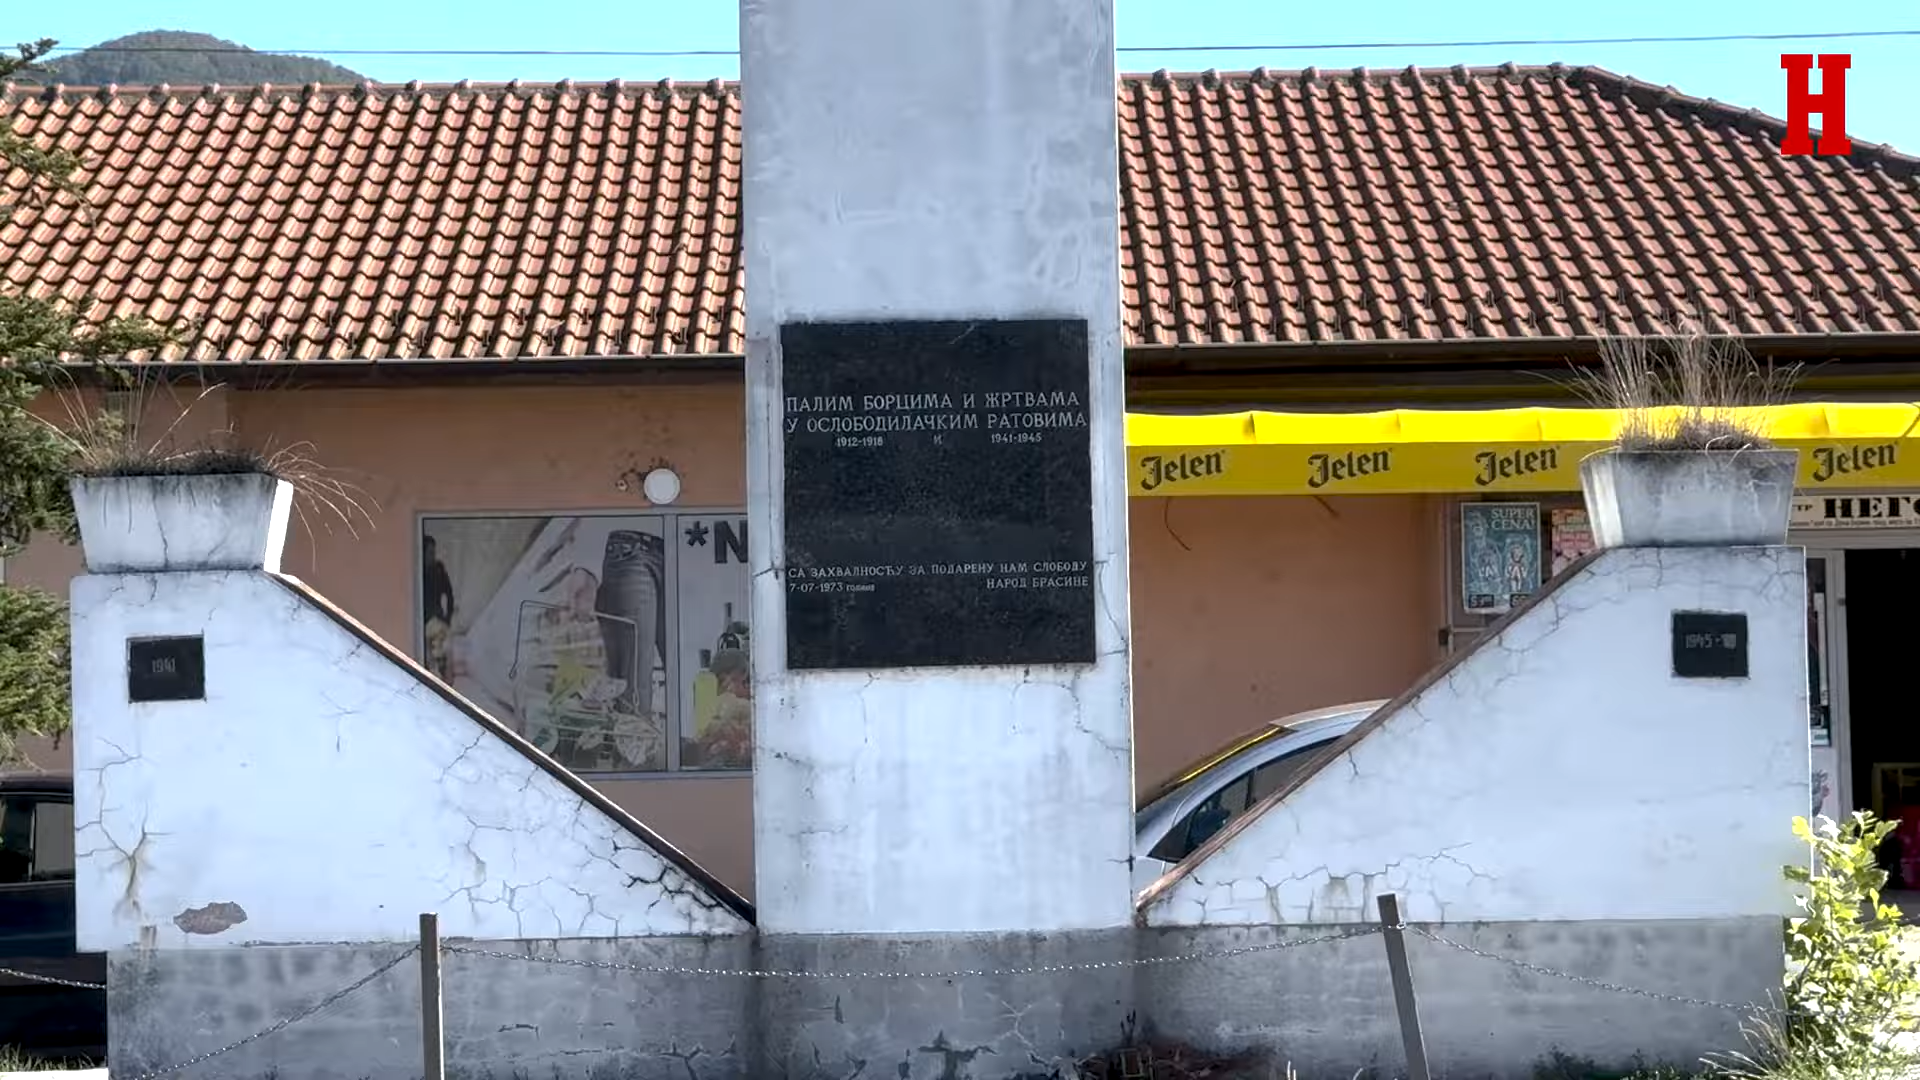 H
ПАЛИМ БОРЦИМА И ЖРТВАМА
У ОСЛОБОДИЛАЧКИМ РАТОВИМА
1912-1918 И 1941-1945
Jelen Jelen Jelen Jelen
SUPER
CENA!
*N
СА ЗАХВАЛНОСЋУ ЗА ПОДАРЕНУ НАМ СЛОБОДУ
7-07-1973 године НАРОД БРАСИНЕ
1941
1945